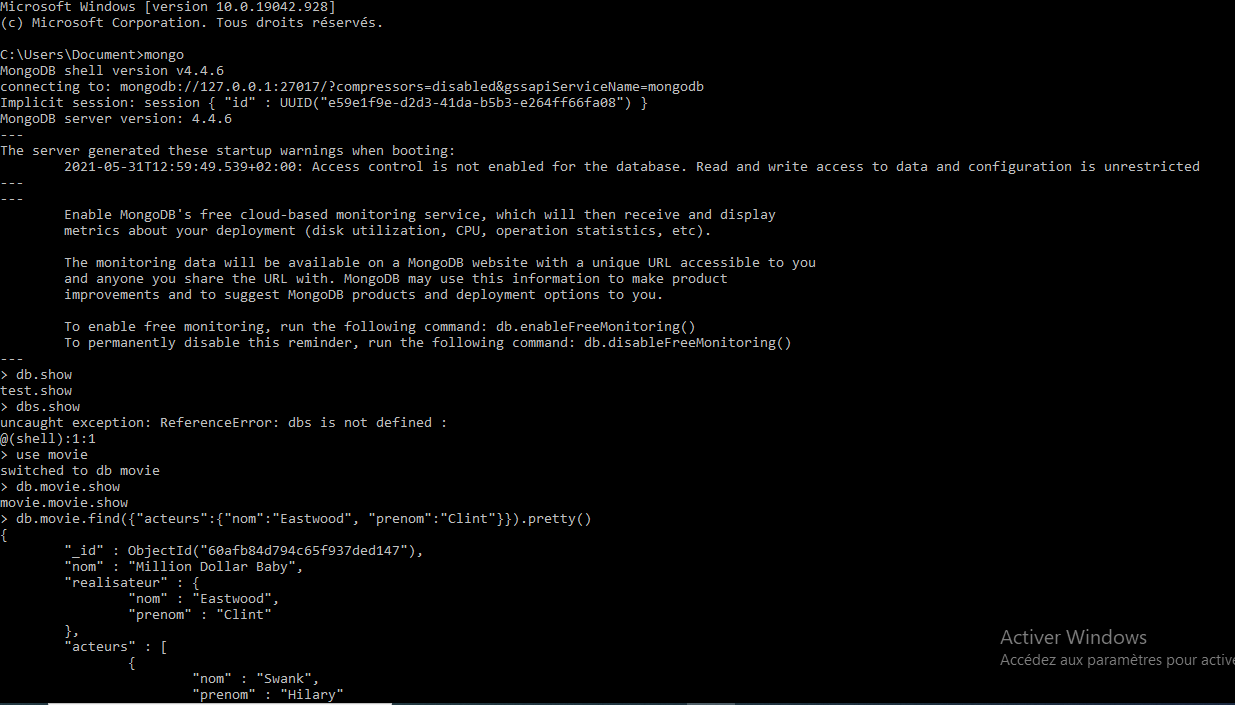 Microsoft Windows [version 10.0.19042.928]
(c) Microsoft Corporation. Tous droits réservés.
C:\Users\Document>mongo
MongoDB shell version v4.4.6
connecting to: mongodb://127.0.0.1:27017/?compressors=disabled&gssapiServiceName=mongodb
Implicit session: session { "id" : UUID("e59e1f9e-d2d3-41da-b5b3-e264ff66fa08") }
MongoDB server version: 4.4.6
---
The server generated these startup warnings when booting:
        2021-05-31T12:59:49.539+02:00: Access control is not enabled for the database. Read and write access to data and configuration is unrestricted
---
---
        Enable MongoDB's free cloud-based monitoring service, which will then receive and display
        metrics about your deployment (disk utilization, CPU, operation statistics, etc).
        The monitoring data will be available on a MongoDB website with a unique URL accessible to you
        and anyone you share the URL with. MongoDB may use this information to make product
        improvements and to suggest MongoDB products and deployment options to you.
        To enable free monitoring, run the following command: db.enableFreeMonitoring()
        To permanently disable this reminder, run the following command: db.disableFreeMonitoring()
---
> db.show
test.show
> dbs.show
uncaught exception: ReferenceError: dbs is not defined :
@(shell):1:1
> use movie
switched to db movie
> db.movie.show
movie.movie.show
> db.movie.find({"acteurs":{"nom":"Eastwood", "prenom":"Clint"}}).pretty()
{
        "_id" : ObjectId("60afb84d794c65f937ded147"),
        "nom" : "Million Dollar Baby",
        "realisateur" : {
                "nom" : "Eastwood",
                "prenom" : "Clint"
        },
        "acteurs" : [
                {
                        "nom" : "Swank",
                        "prenom" : "Hilary"
Activer Windows
Accédez aux paramètres pour active